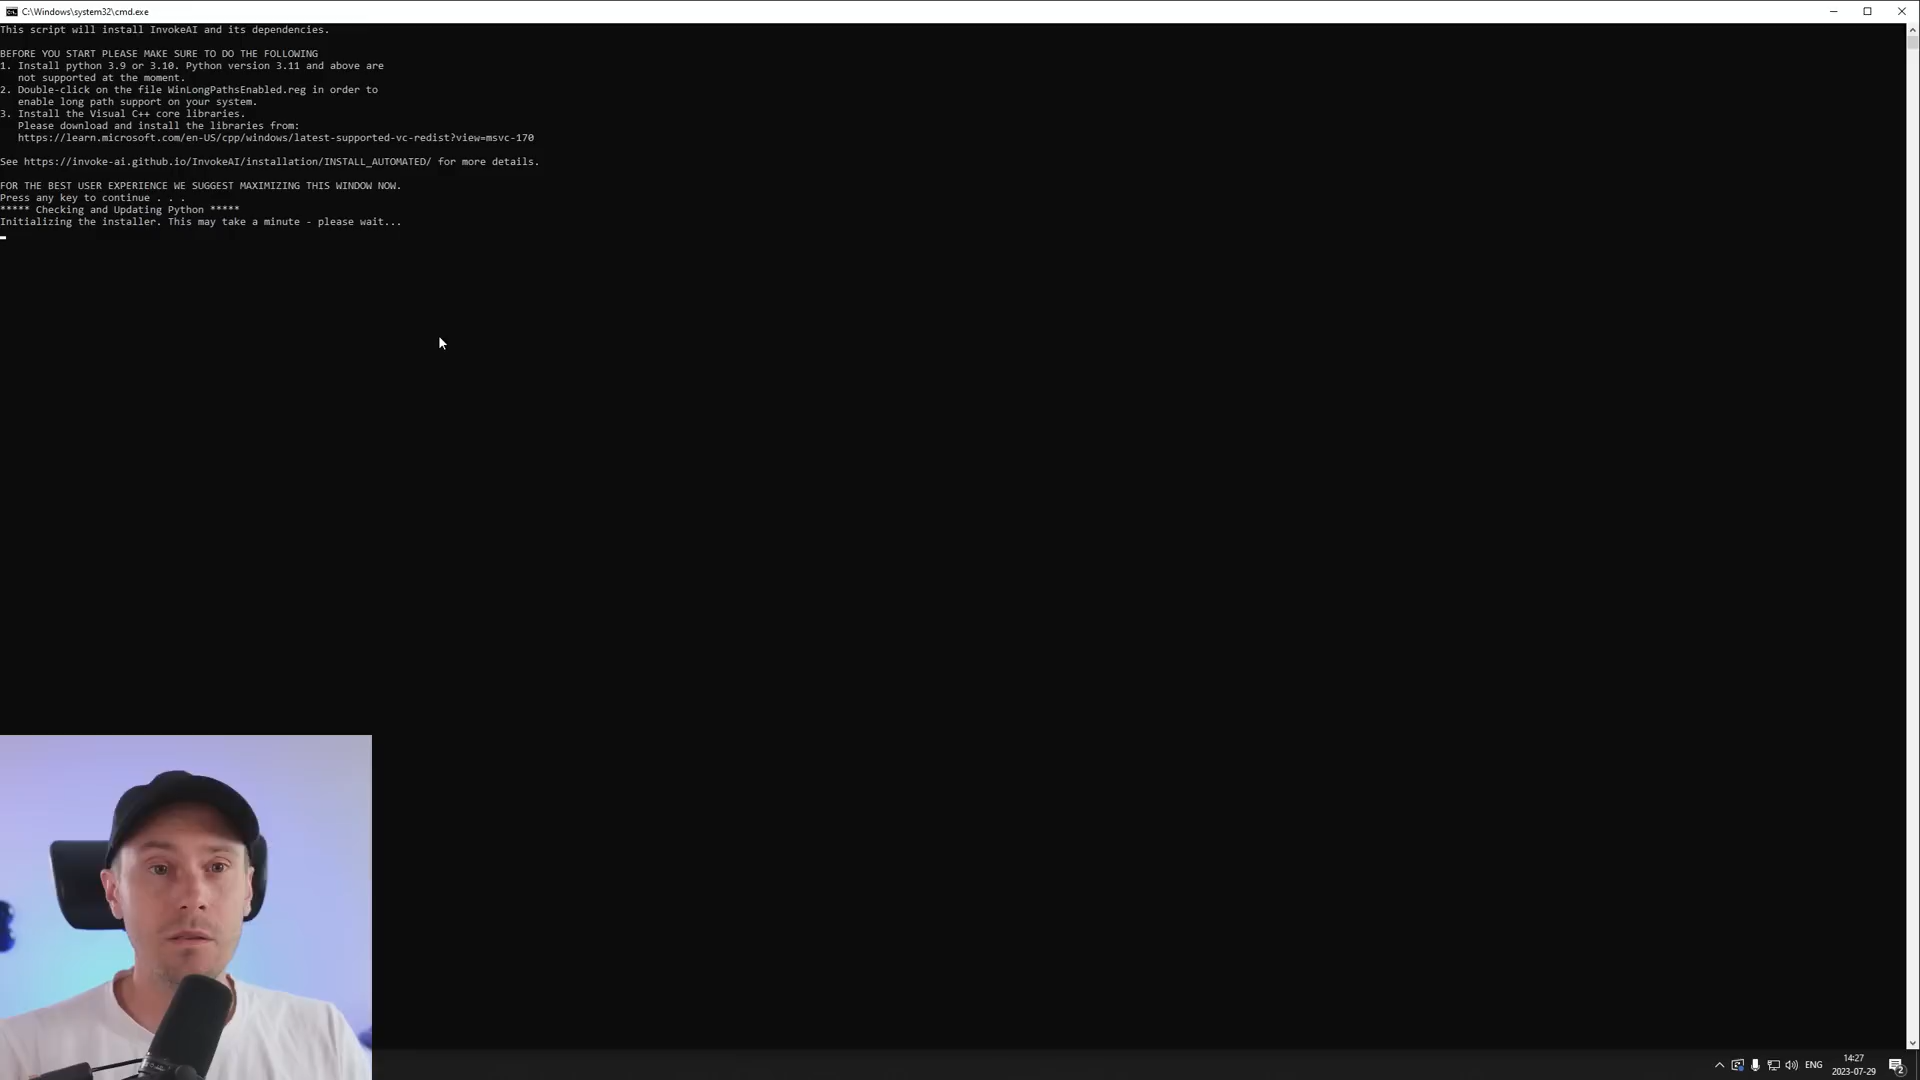 C:\Windows\system32\cmd.exe
This script will install InvokeAI and its dependencies.
BEFORE YOU START PLEASE MAKE SURE TO DO THE FOLLOWING
1. Install python 3.9 or 3.10. Python version 3.11 and above are
not supported at the moment.
2. Double-click on the file WinLongPathsEnabled.reg in order to
enable long path support on your system.
3. Install the Visual C++ core libraries.
Please download and install the libraries from:
https://learn.microsoft.com/en-US/cpp/windows/latest-supported-vc-redist?view=msvc-170
See https://invoke-ai.github.io/InvokeAI/installation/INSTALL_AUTOMATED/ for more details.
FOR THE BEST USER EXPERIENCE WE SUGGEST MAXIMIZING THIS WINDOW NOW.
Press any key to continue . . .
***** Checking and Updating Python *****
Initializing the installer. This may take a minute - please wait...
ENG
14:27
2023-07-29
2